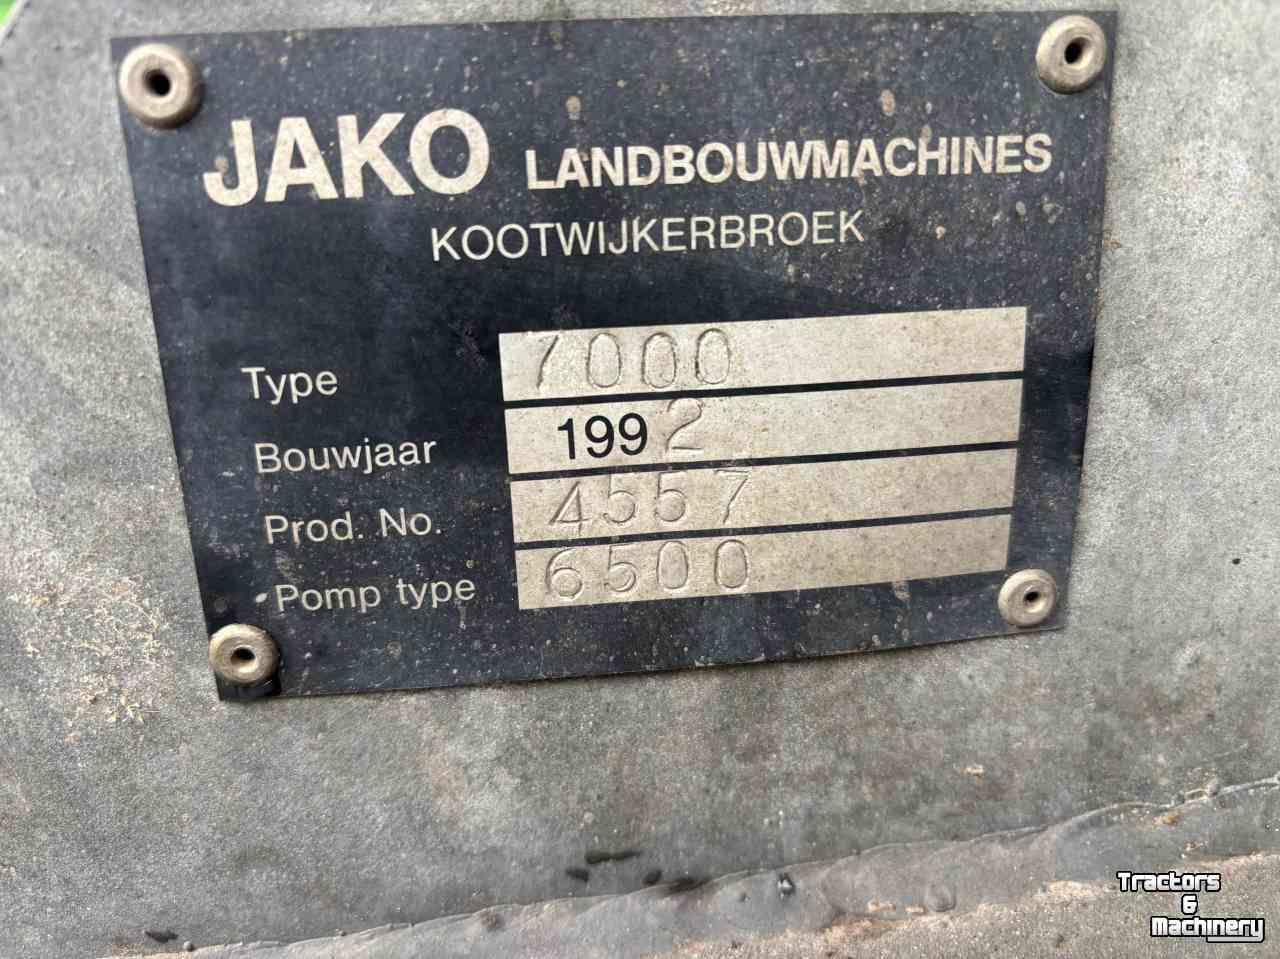 JAKO LANDBOUWMACHINES
KOOTWIJKERBROEK
Type 7000
Bouwjaar 1992
Prod. No. 4557
Pomp type 6500
Tractors
&
Machinery